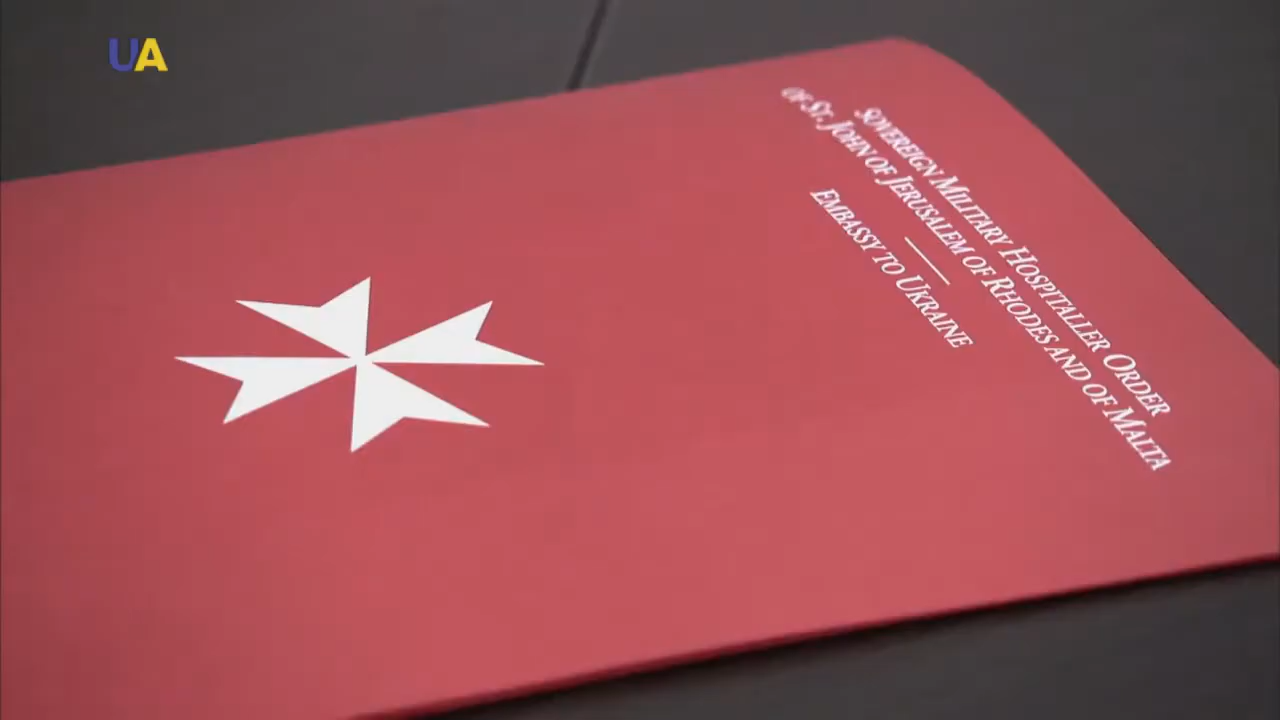 UA
SOVEREIGN MILITARY HOSPITALLER ORDER
OF ST. JOHN OF JERUSALEM OF RHODES AND OF MALTA
EMBASSY TO UKRAINE